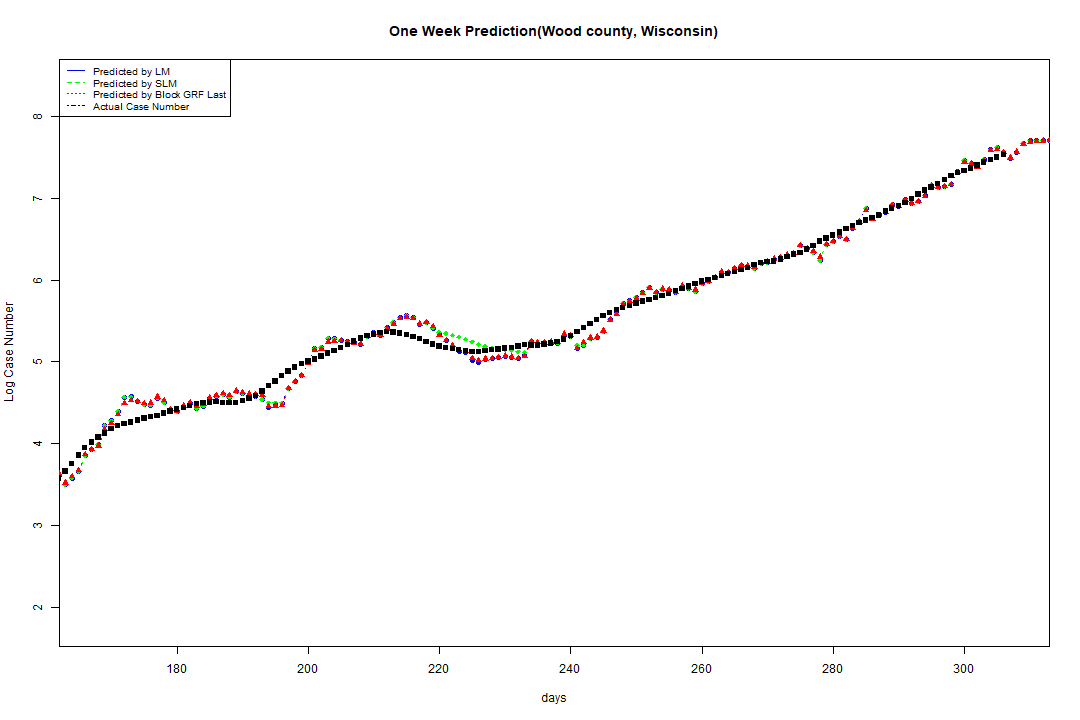 One Week Prediction(Wood county, Wisconsin)
Predicted by LM
Predicted by SLM
Predicted by Block GRF Last
Actual Case Number
Log Case Number
8
7
6
5
4
3
2
180 200 220 240 260 280 300
days